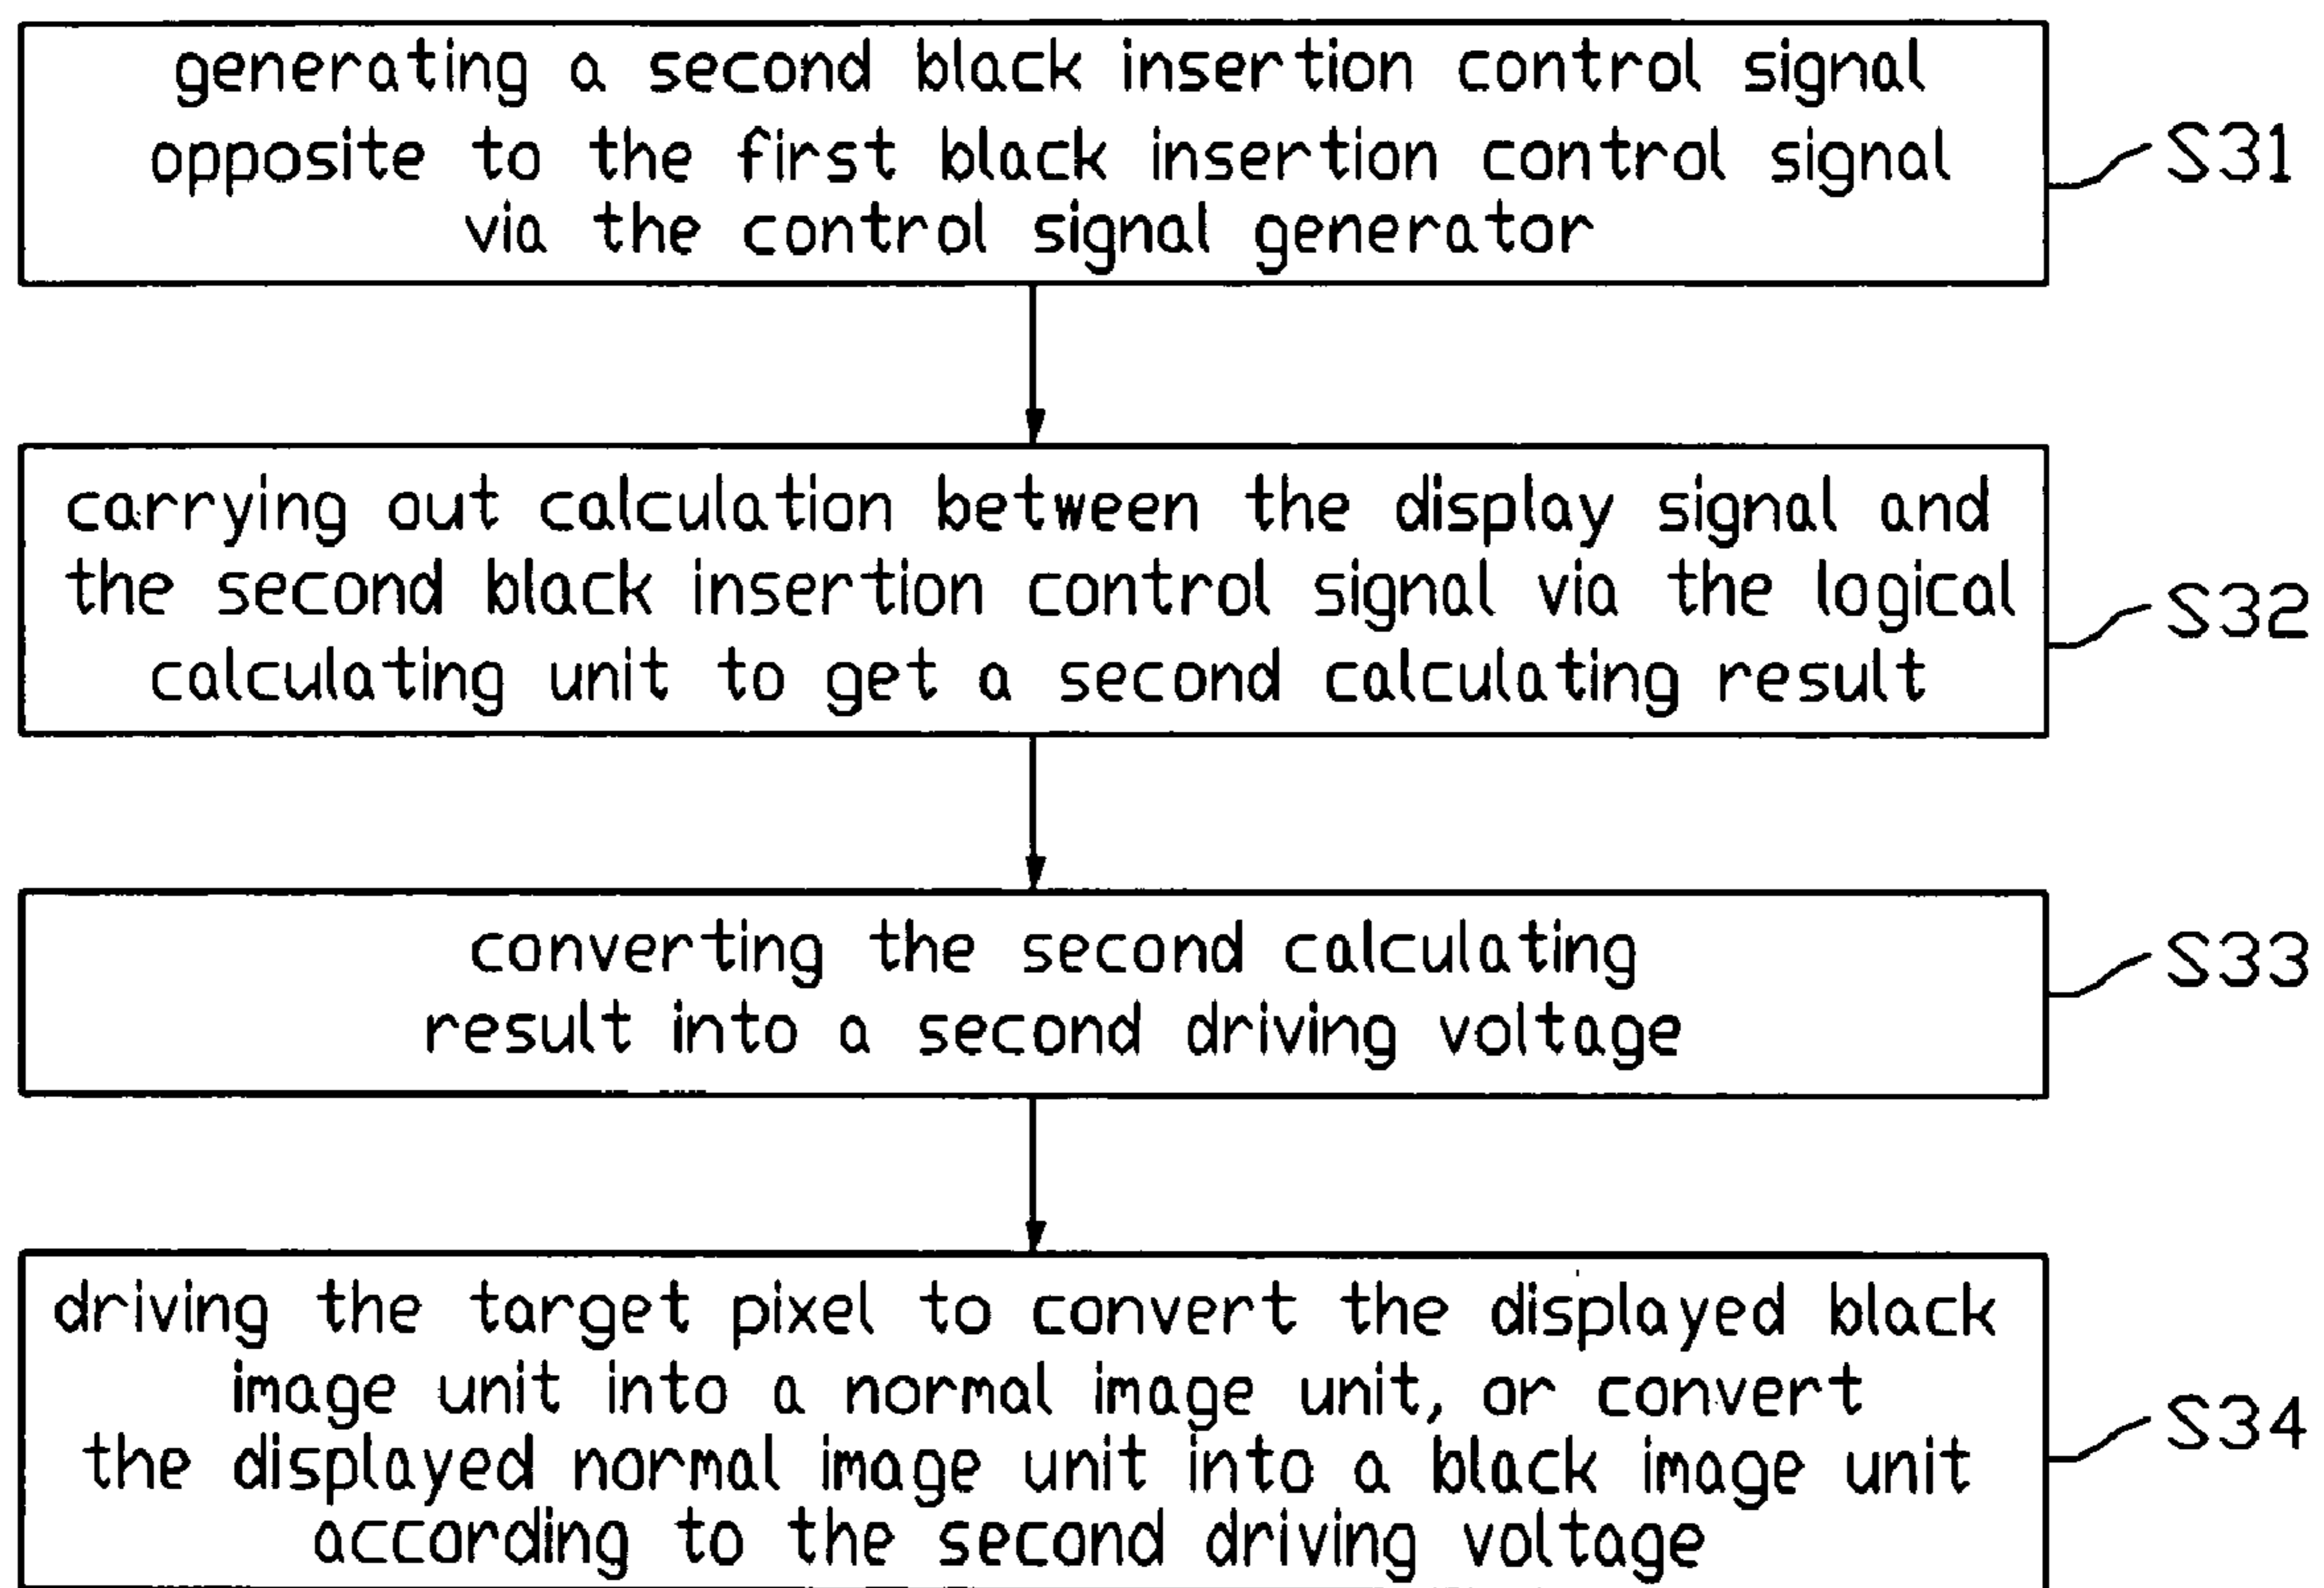 generating a second black insertion control signal
opposite to the first black insertion control signal
via the control signal generator
S31
carrying out calculation between the display signal and
the second black insertion control signal via the logical
calculating unit to get a second calculating result
S32
converting the second calculating
result into a second driving voltage
S33
driving the target pixel to convert the displayed black
image unit into a normal image unit, or convert
the displayed normal image unit into a black image unit
according to the second driving voltage
S34